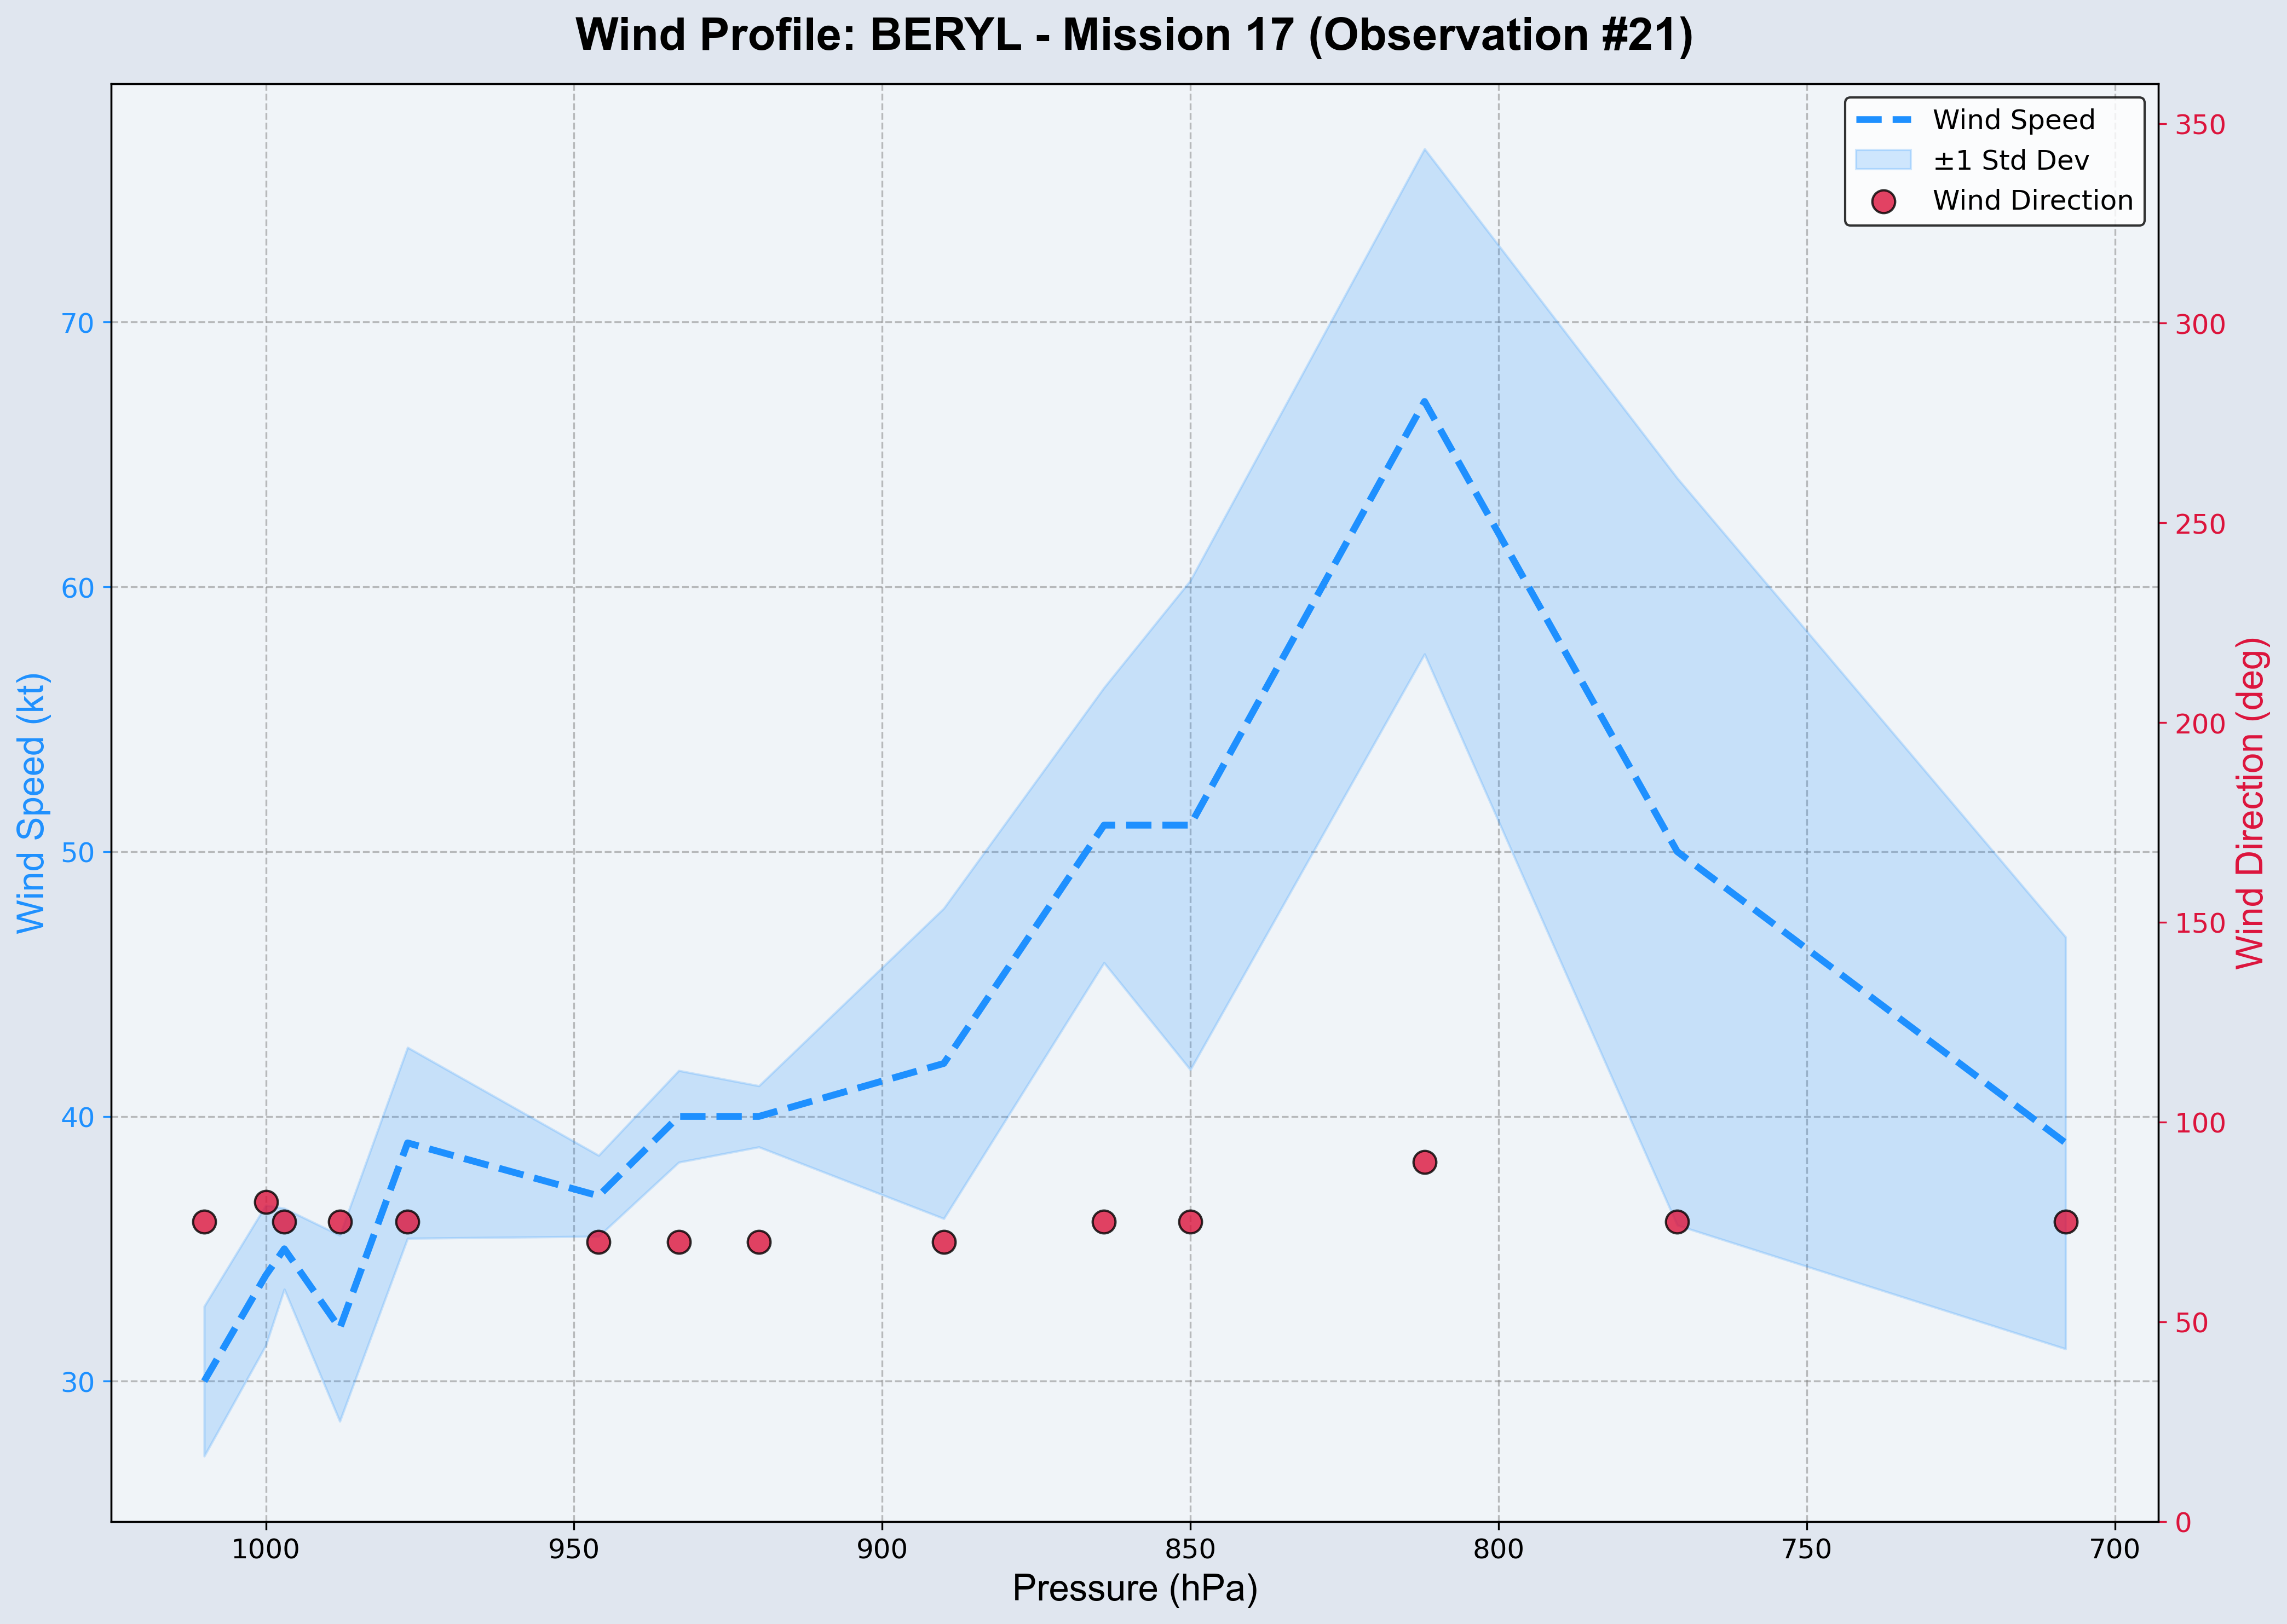 Wind Profile: BERYL - Mission 17 (Observation #21)
Wind Speed
±1 Std Dev
Wind Direction
Wind Speed (kt)
70
60
50
40
30
350
300
250
200
150
100
50
0
Wind Direction (deg)
1000
950
900
850
800
750
700
Pressure (hPa)